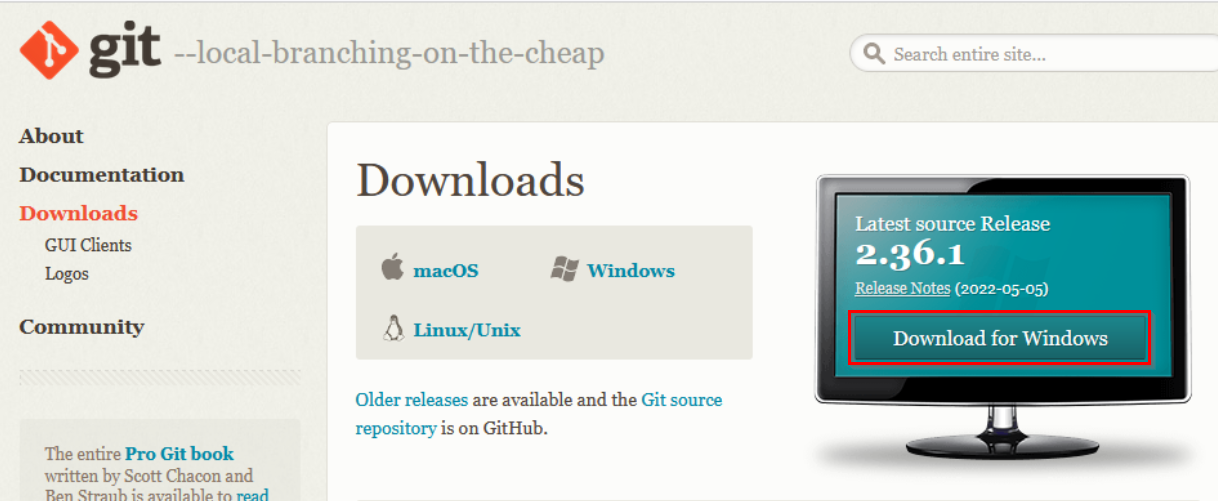 git --local-branching-on-the-cheap
Search entire site...
About
Documentation
Downloads
GUI Clients
Logos
Community
The entire Pro Git book
written by Scott Chacon and
Ben Straub is available to read
Downloads
macOS
Windows
Linux/Unix
Older releases are available and the Git source
repository is on GitHub.
Latest source Release
2.36.1
Release Notes (2022-05-05)
Download for Windows